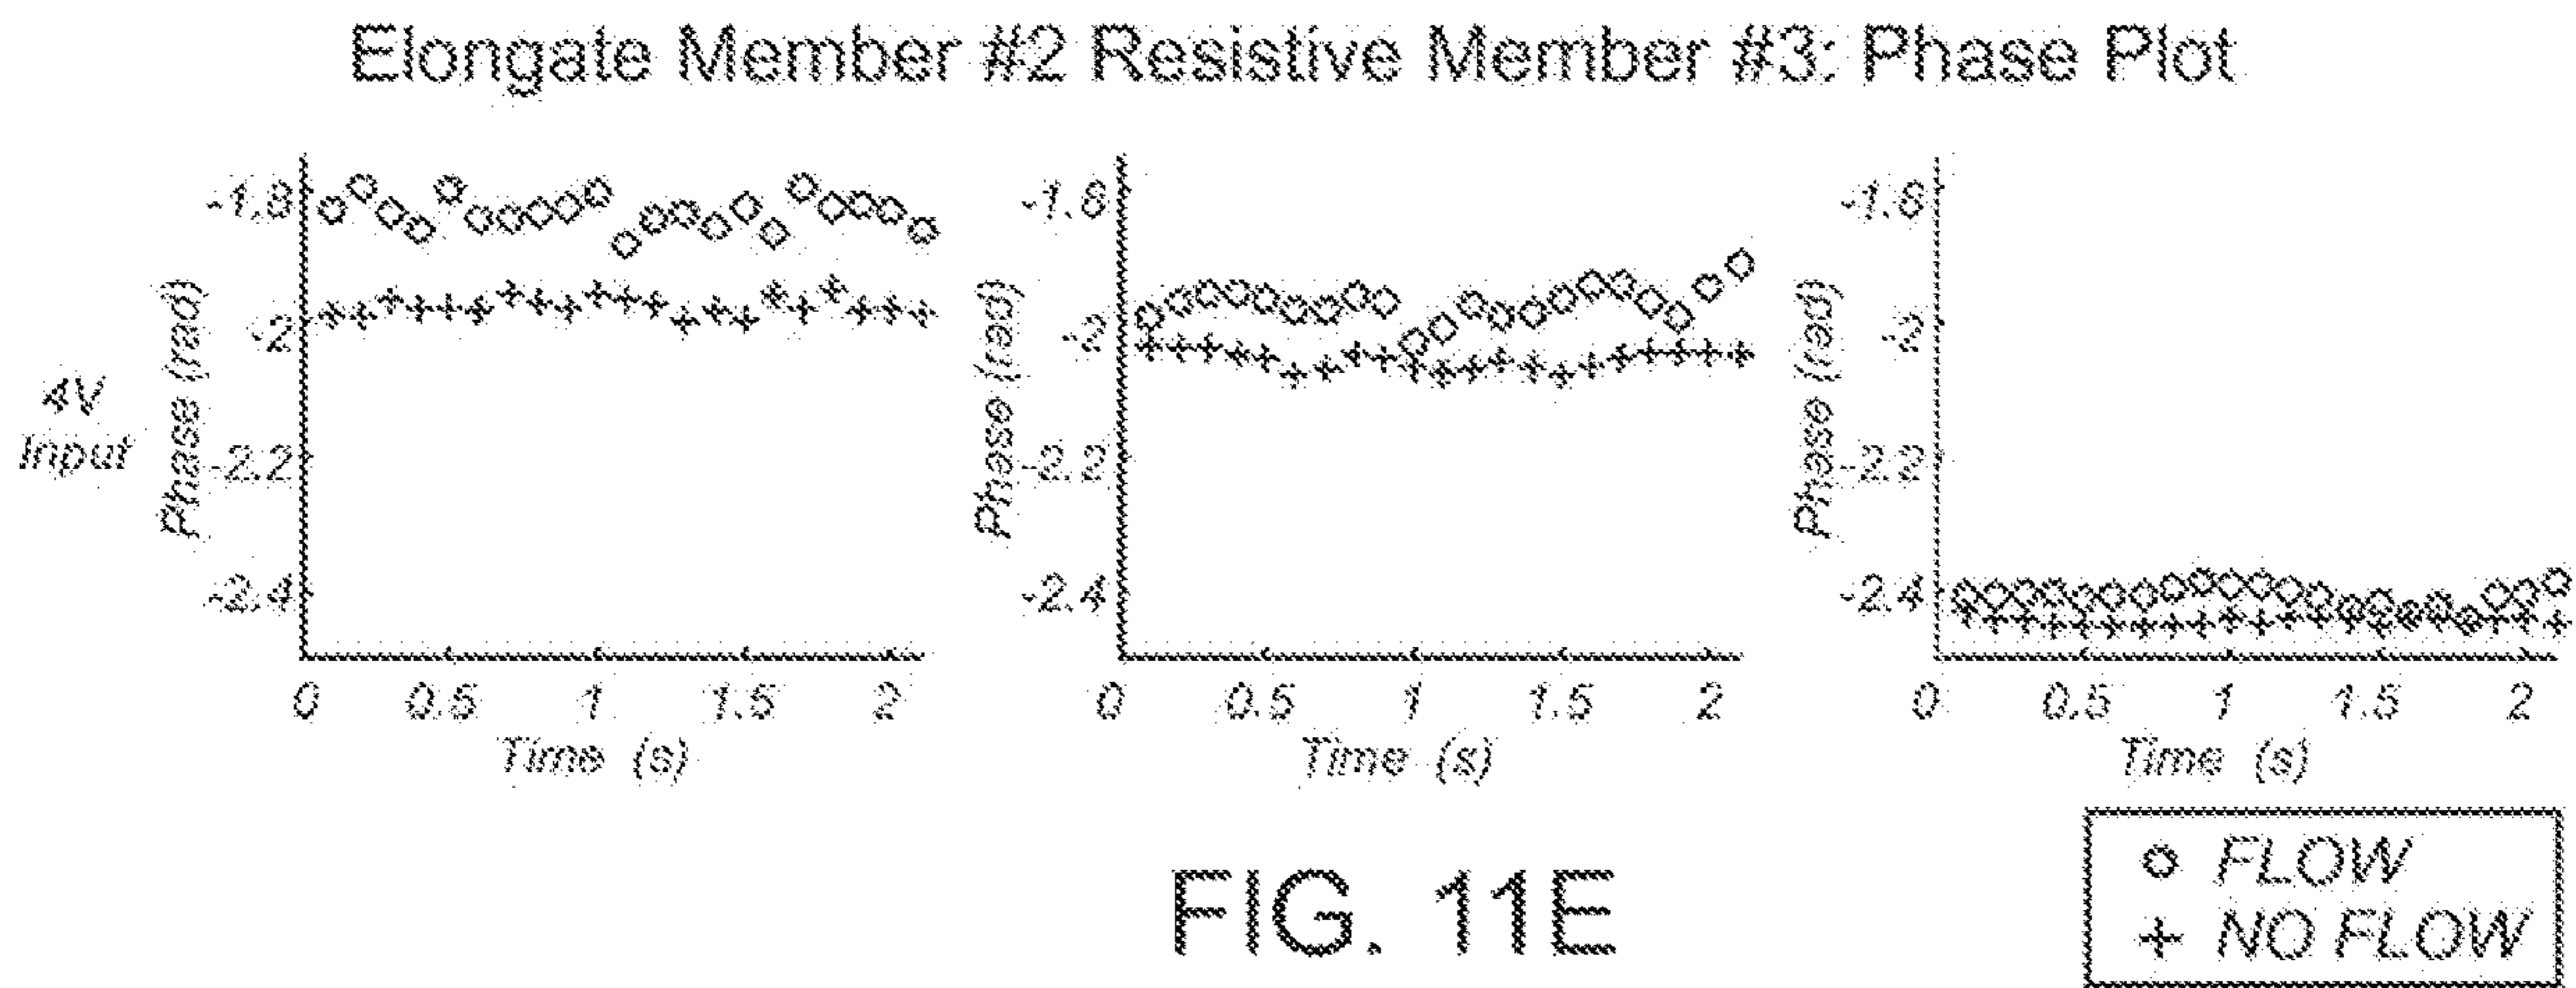 Elongate Member #2 Resistive Member #3: Phase Plot
4V
Input
Phase (rad)
-1.8
-2
-2.2
-2.4
0 0.5 1 1.5 2
Time (s)
Phase (rad)
-1.8
-2
-2.2
-2.4
0 0.5 1 1.5 2
Time (s)
Phase (rad)
-1.8
-2
-2.2
-2.4
0 0.5 1 1.5 2
Time (s)
FLOW
NO FLOW
FIG. 11E